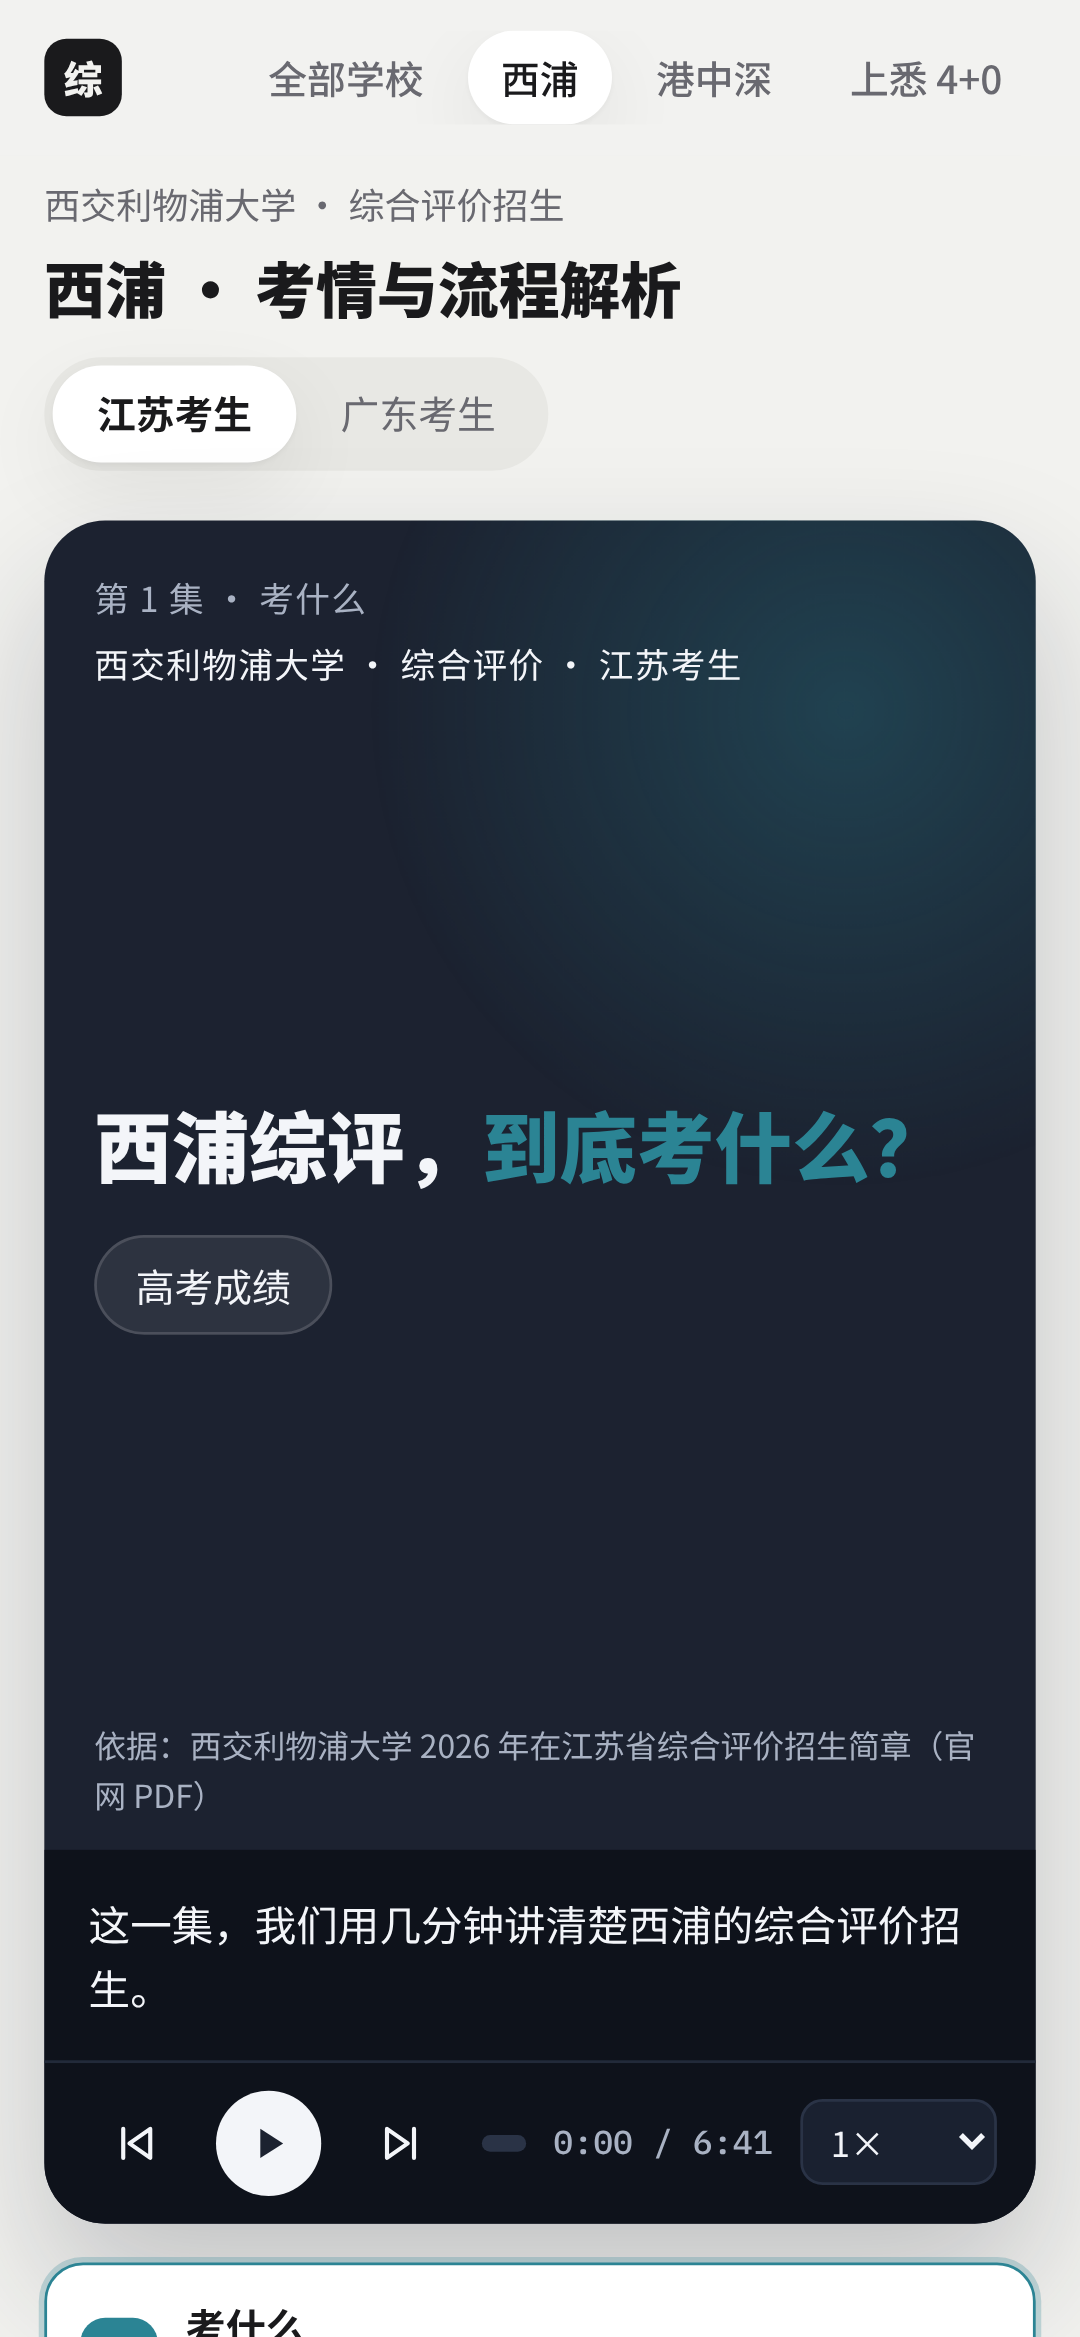 综
全部学校 西浦 港中深 上悉 4+0
西交利物浦大学 · 综合评价招生
西浦 · 考情与流程解析
江苏考生 广东考生
第 1 集 · 考什么
西交利物浦大学 · 综合评价 · 江苏考生
西浦综评，到底考什么？
高考成绩
依据：西交利物浦大学 2026 年在江苏省综合评价招生简章（官
网 PDF）
这一集，我们用几分钟讲清楚西浦的综合评价招
生。
0:00 / 6:41 1×
考什么